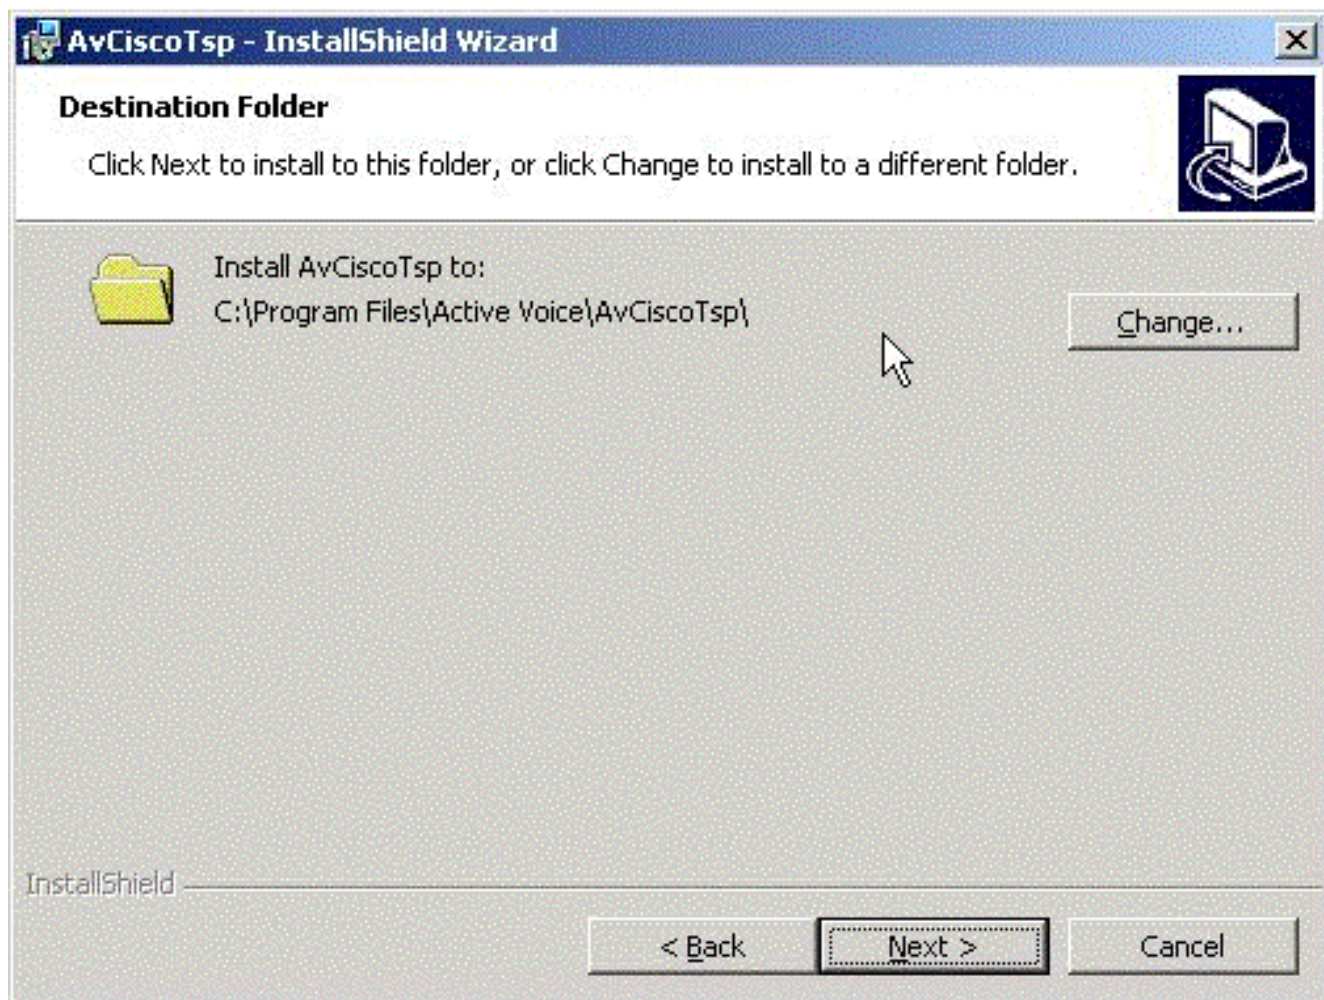 AvCiscoTsp - InstallShield Wizard
Destination Folder
Click Next to install to this folder, or click Change to install to a different folder.
Install AvCiscoTsp to:
C:\Program Files\Active Voice\AvCiscoTsp\
Change...
InstallShield
< Back
Next >
Cancel